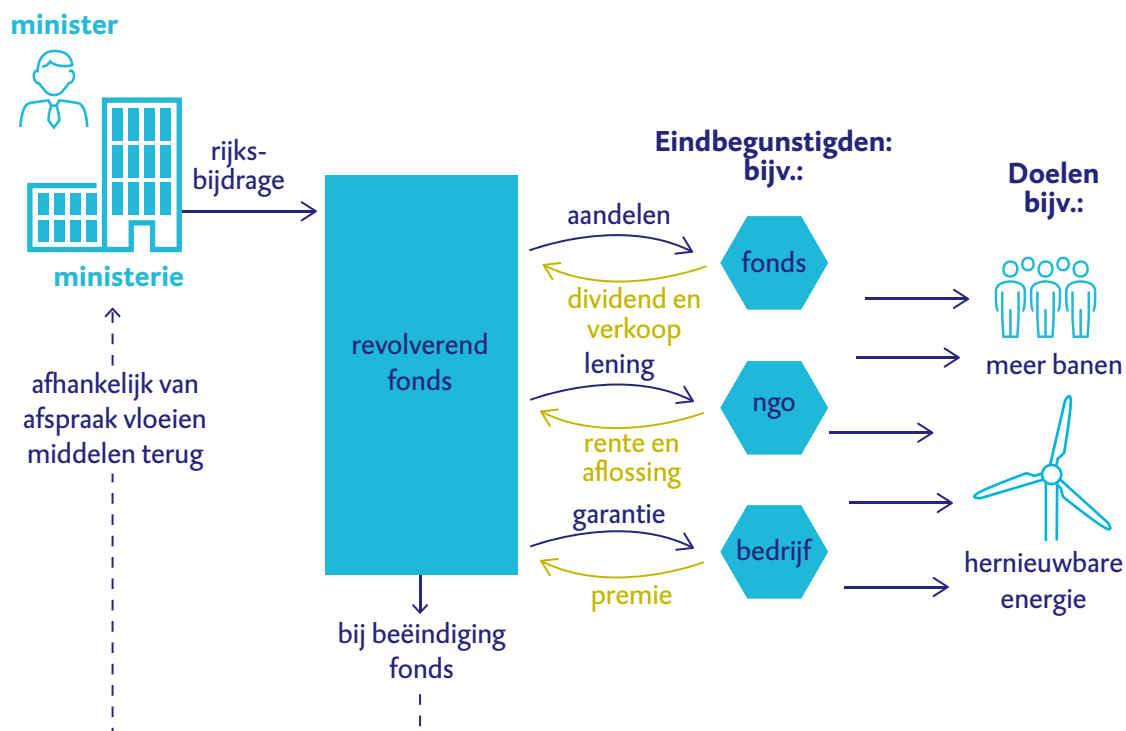 minister
ministerie
rijks-
bijdrage
afhankelijk van
afspraak vloeien
middelen terug
revolverend
fonds
bij beëindiging
fonds
aandelen
dividend en
verkoop
lening
rente en
aflossing
garantie
premie
Eindbegunstigden:
bijv.:
fonds
ngo
bedrijf
Doelen
bijv.:
meer banen
hernieuwbare
energie